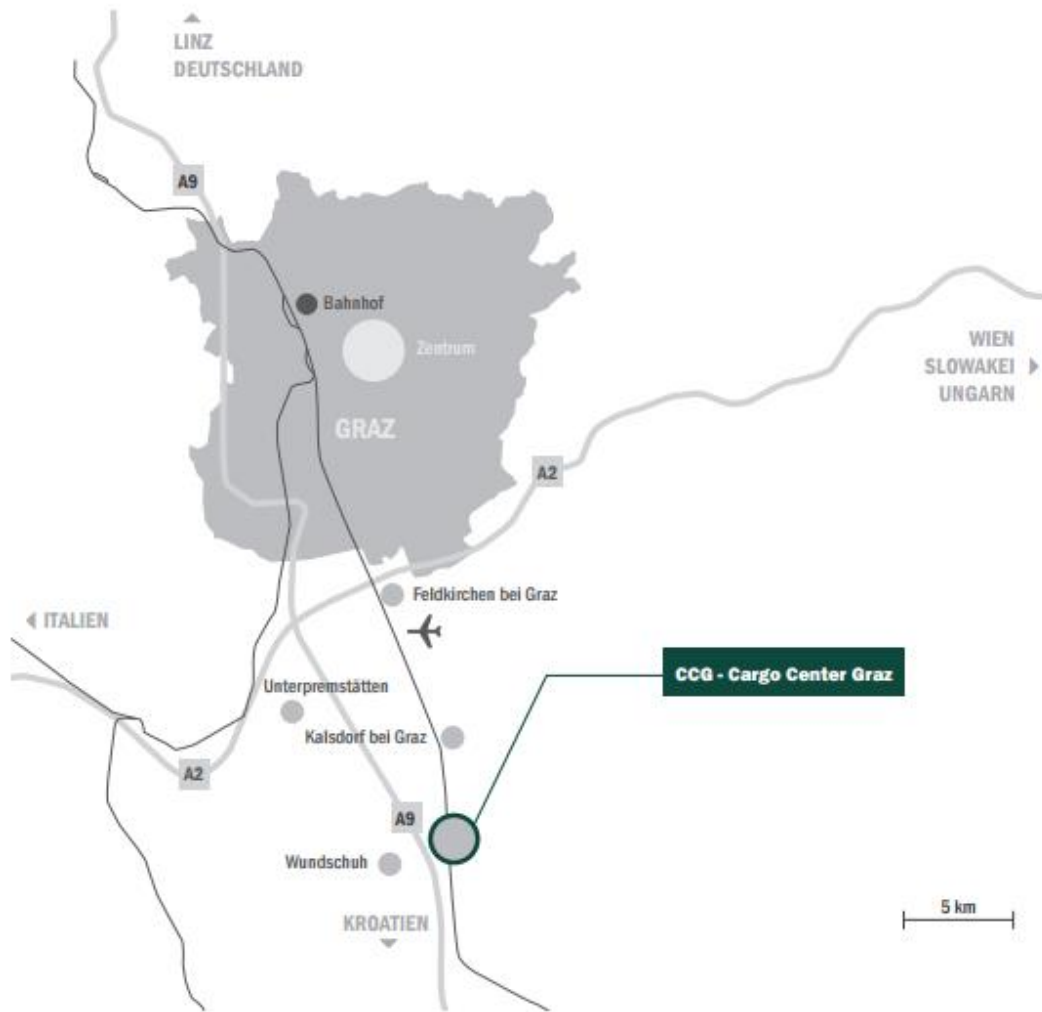 LINZ
DEUTSCHLAND
A9
Bahnhof
Zentrum
WIEN
SLOWAKEI
UNGARN
GRAZ
A2
Feldkirchen bei Graz
ITALIEN
CCG - Cargo Center Graz
Unterpremstätten
Kalsdorf bei Graz
A2
A9
Wundschuh
5 km
KROATIEN